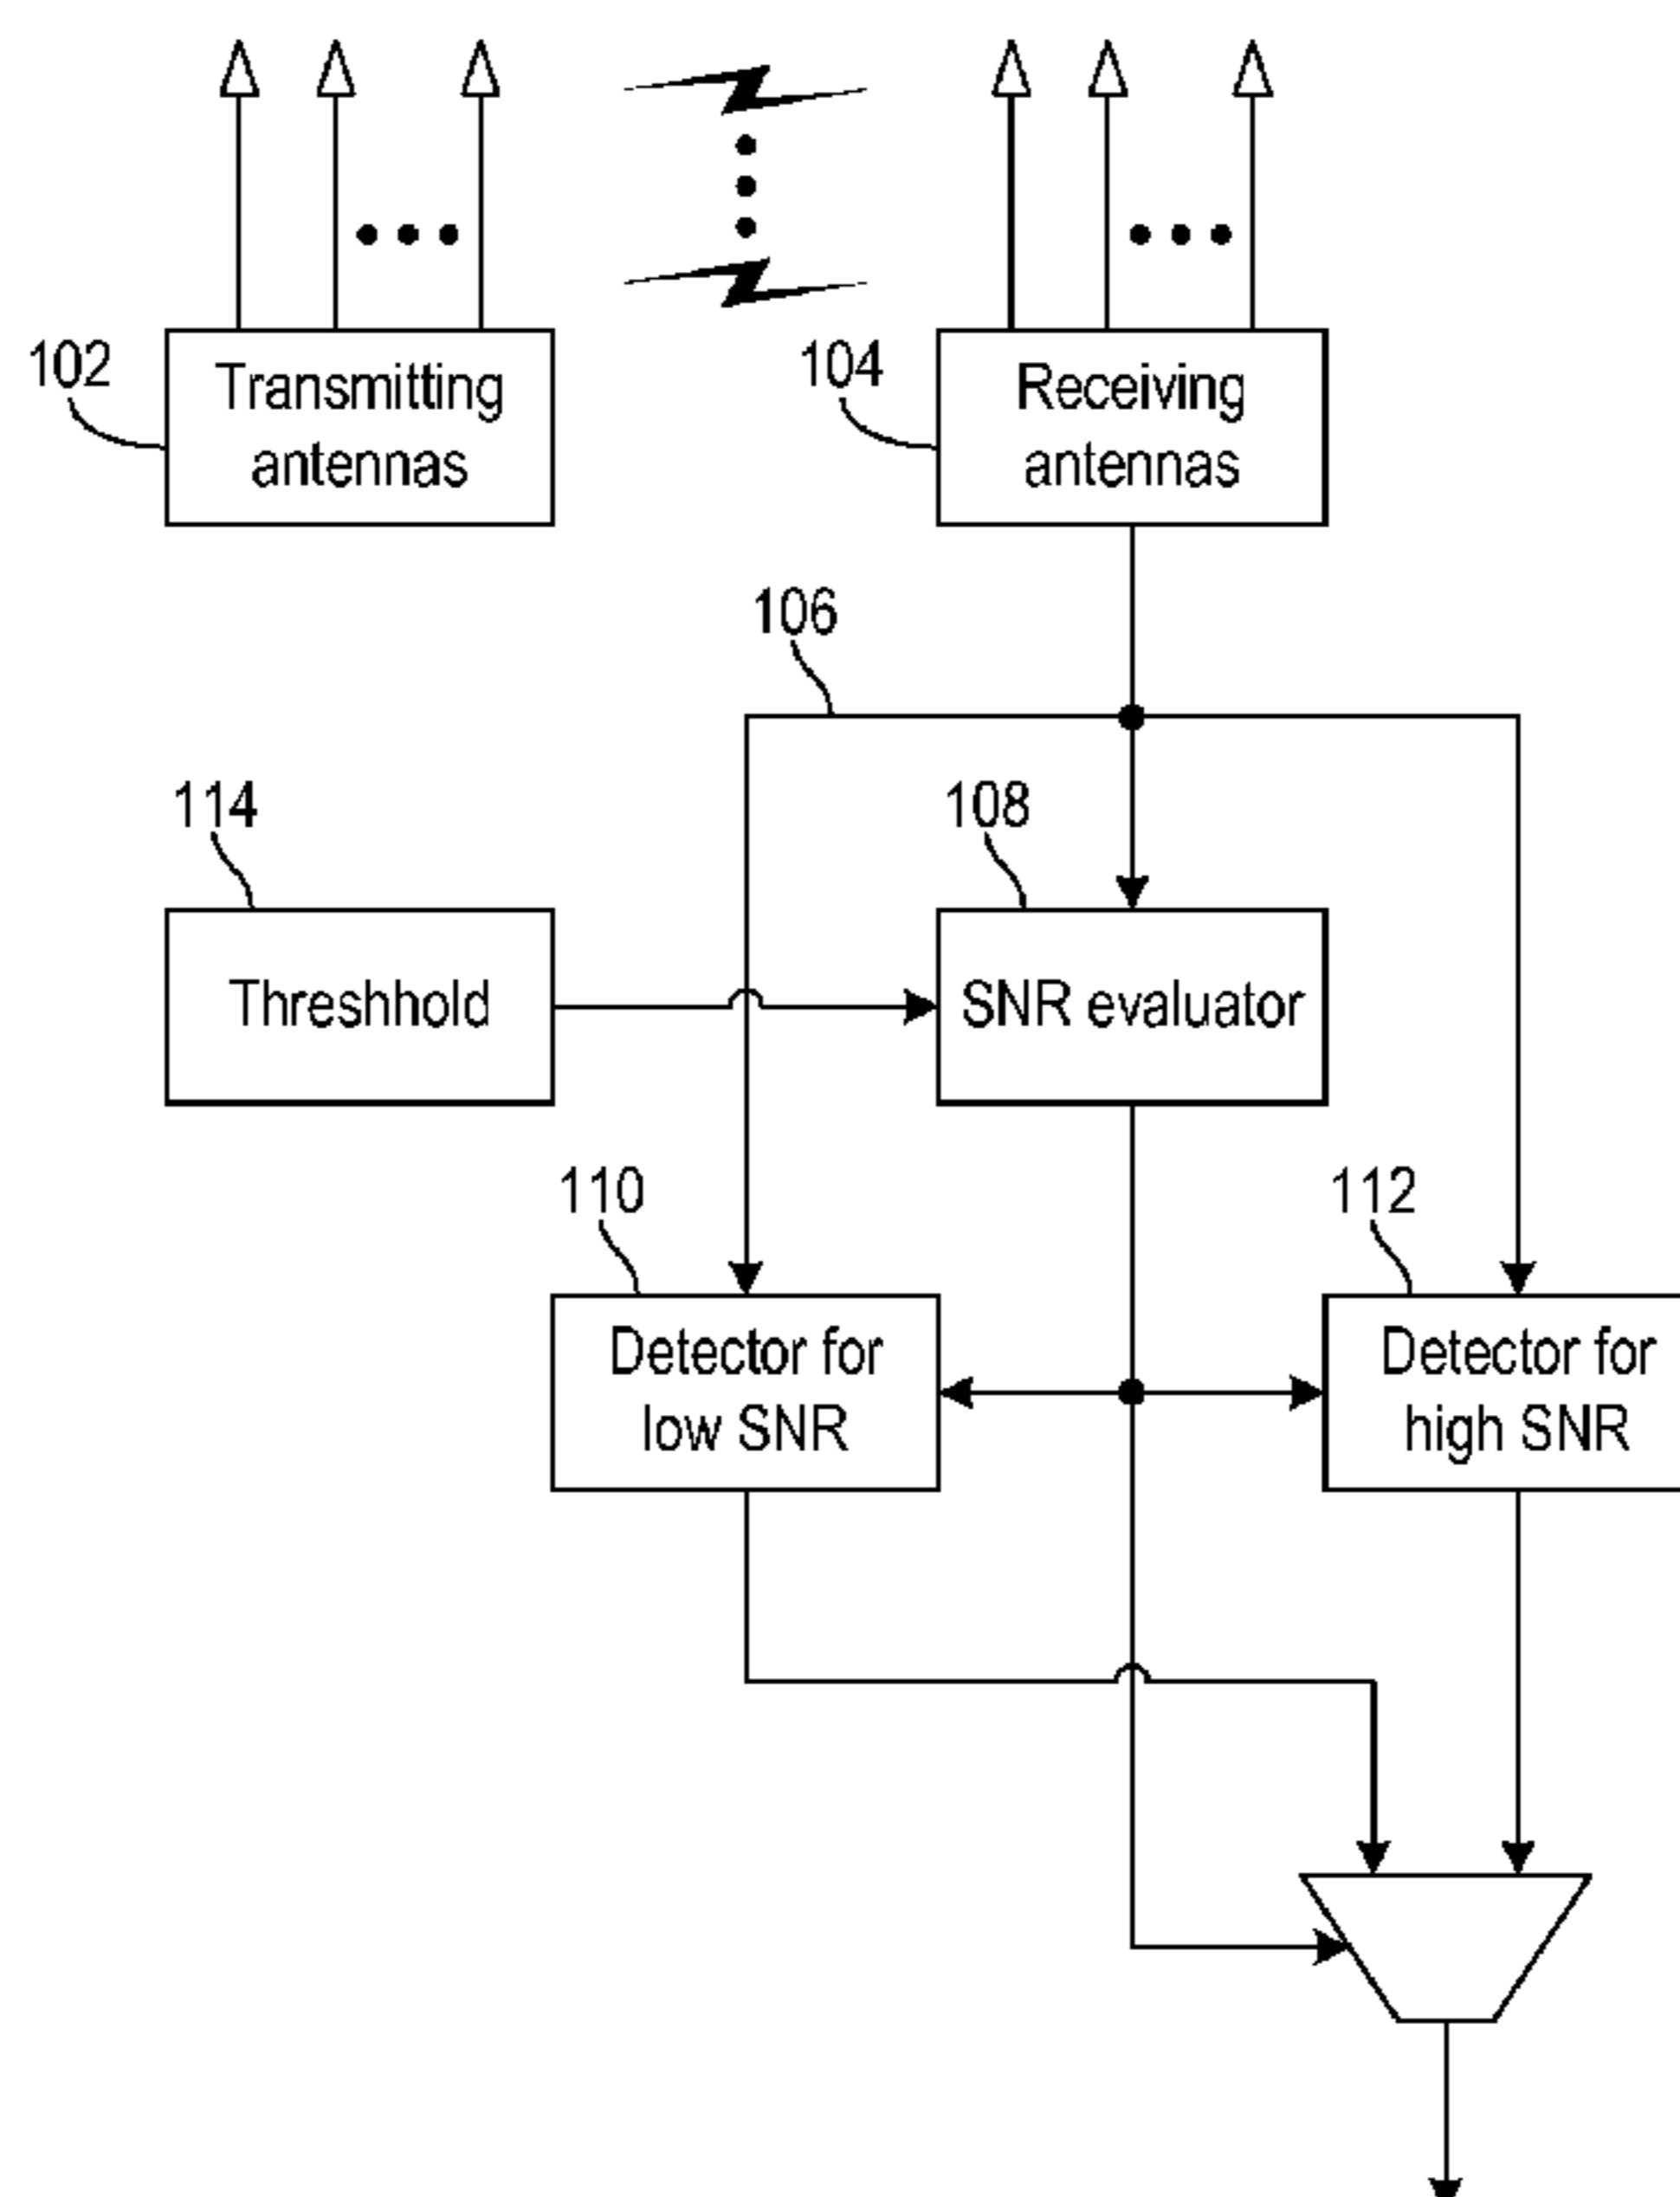 102
Transmitting
antennas
104
Receiving
antennas
106
114
108
Threshhold
SNR evaluator
110
112
Detector for
low SNR
Detector for
high SNR